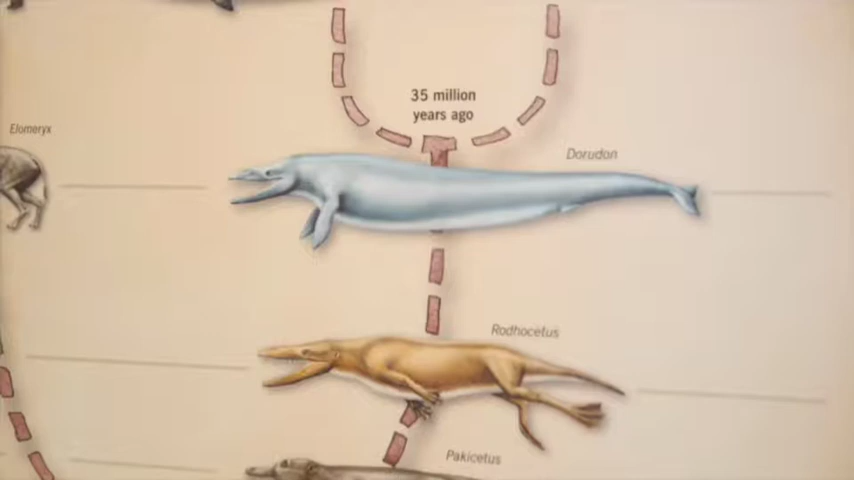 35 million
years ago
Elomeryx
Dorudon
Rodhocetus
Pakicetus